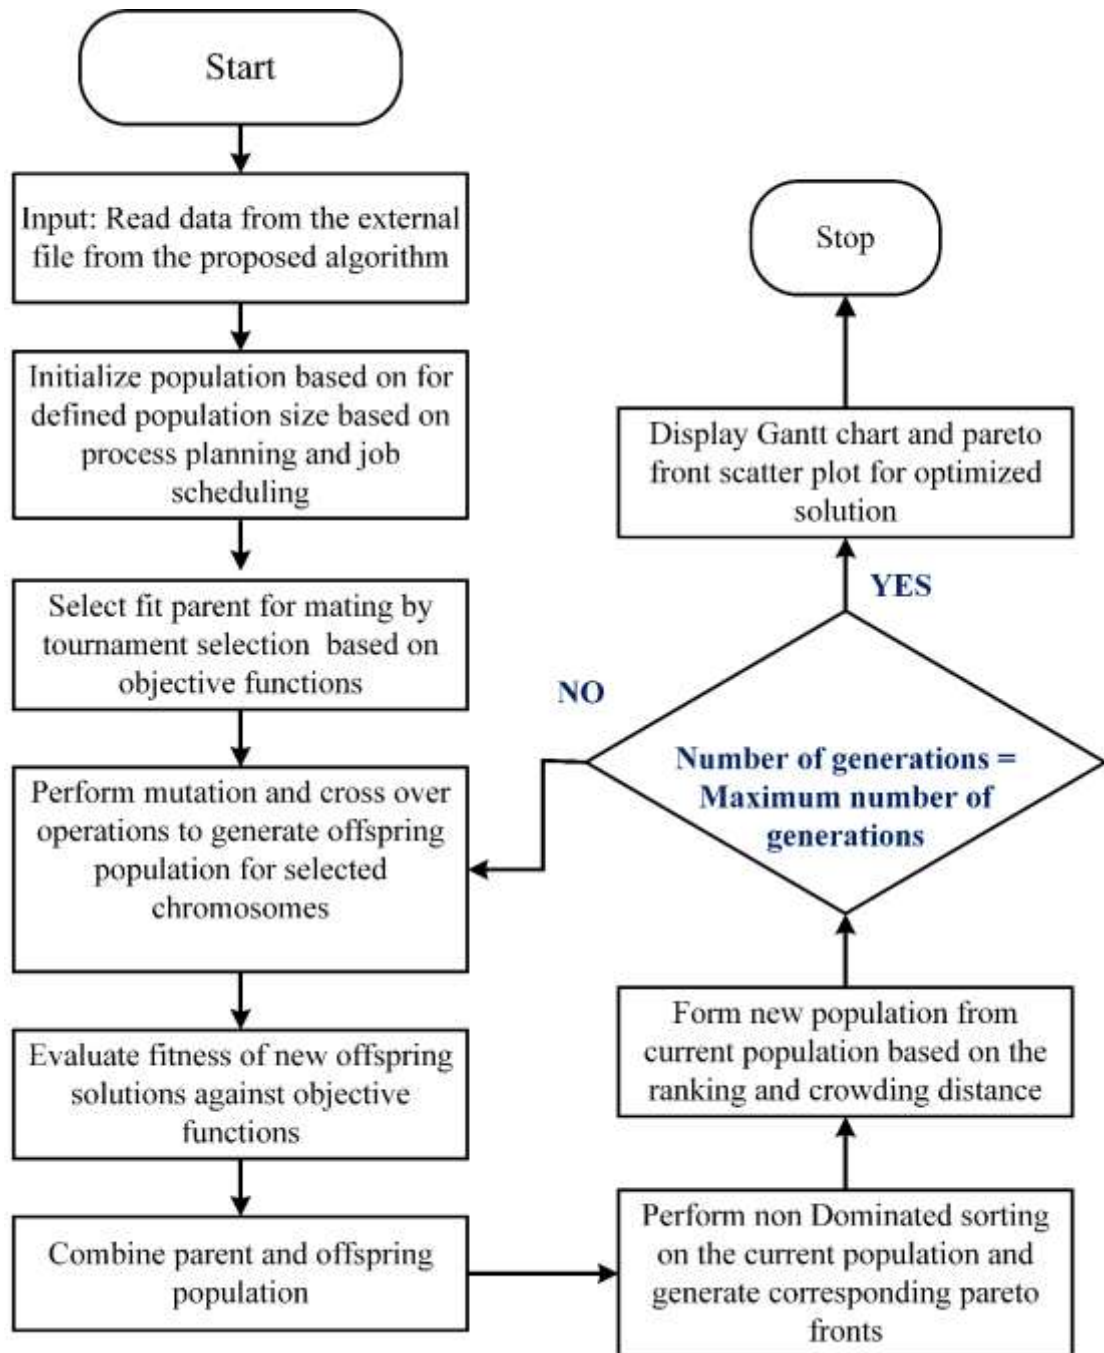 Start
Input: Read data from the external
file from the proposed algorithm
Initialize population based on for
defined population size based on
process planning and job
scheduling
Select fit parent for mating by
tournament selection based on
objective functions
Perform mutation and cross over
operations to generate offspring
population for selected
chromosomes
Evaluate fitness of new offspring
solutions against objective
functions
Combine parent and offspring
population
Perform non Dominated sorting
on the current population and
generate corresponding pareto
fronts
Form new population from
current population based on the
ranking and crowding distance
Number of generations =
Maximum number of
generations
NO
YES
Display Gantt chart and pareto
front scatter plot for optimized
solution
Stop